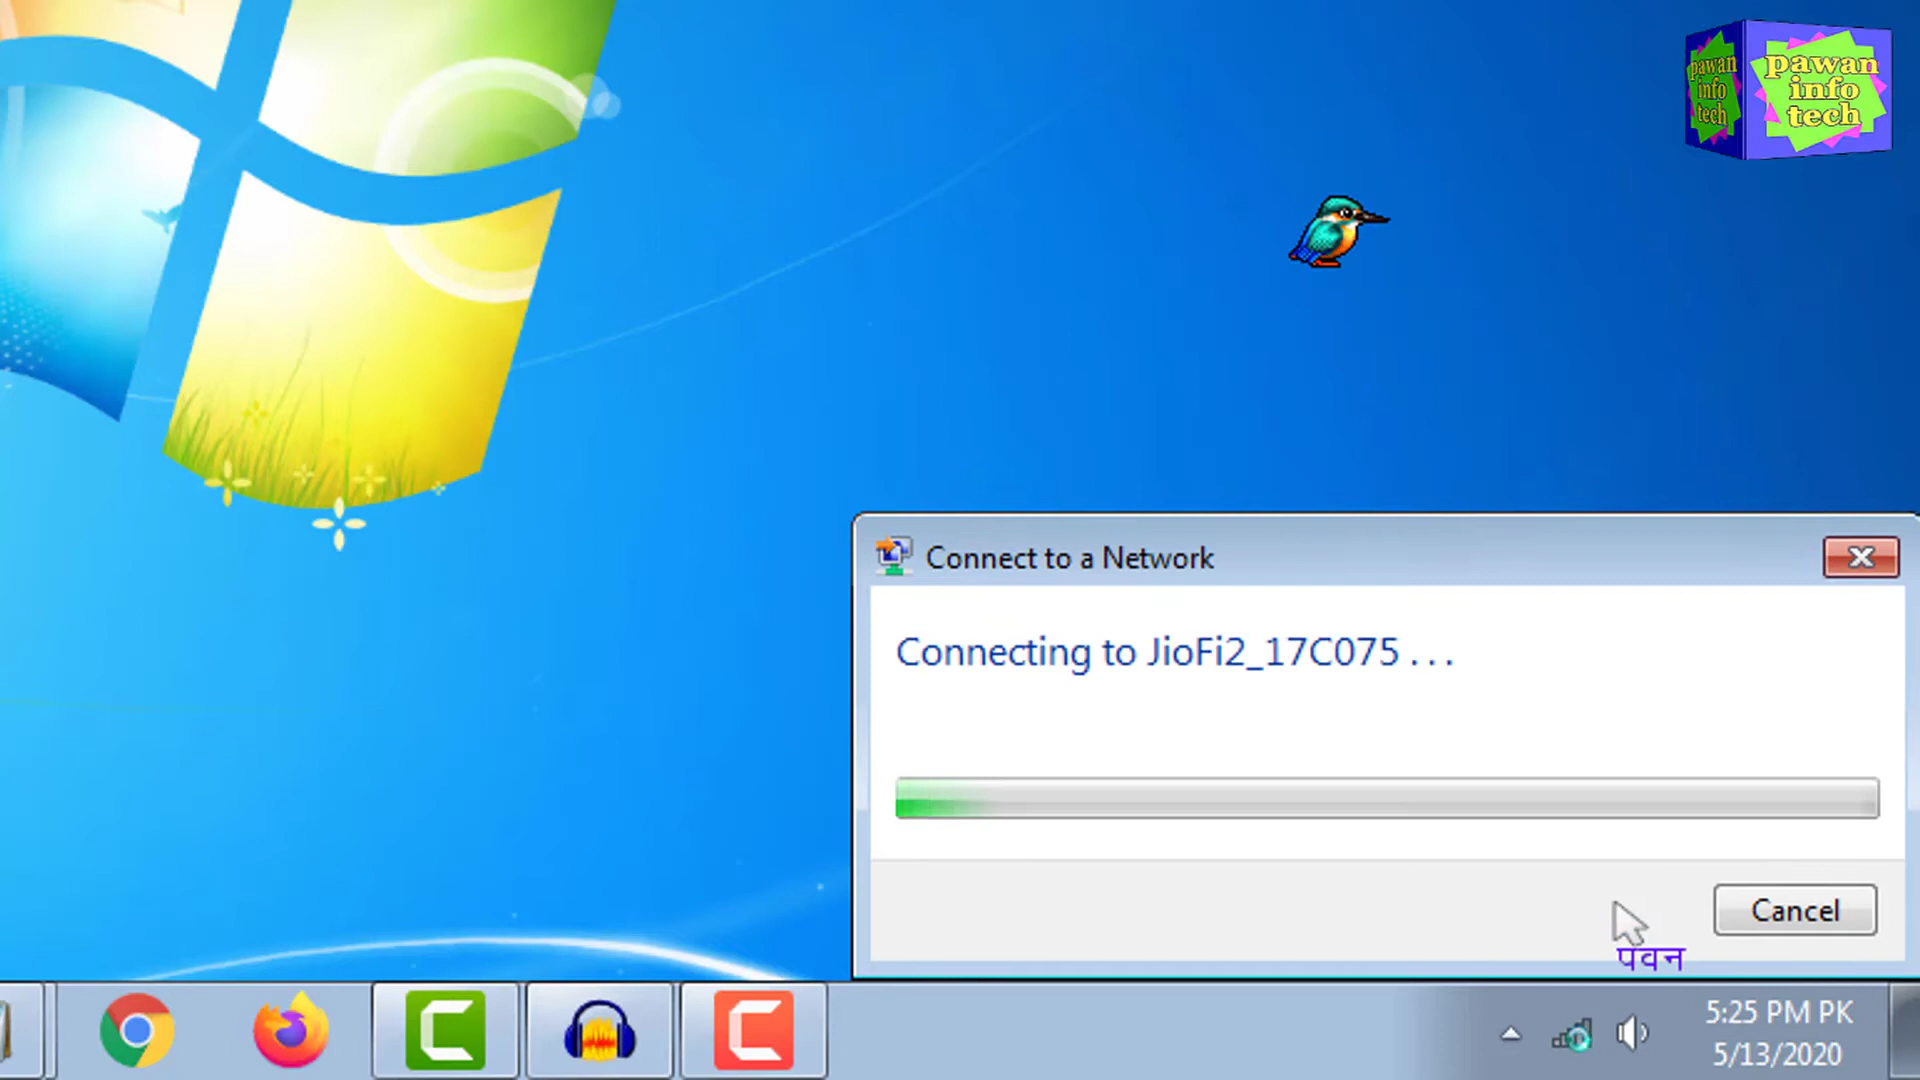 pawan
info
tech
pawan
info
tech
Connect to a Network
Connecting to JioFi2_17C075 . . .
Cancel
पवन
5:25 PM PK
5/13/2020